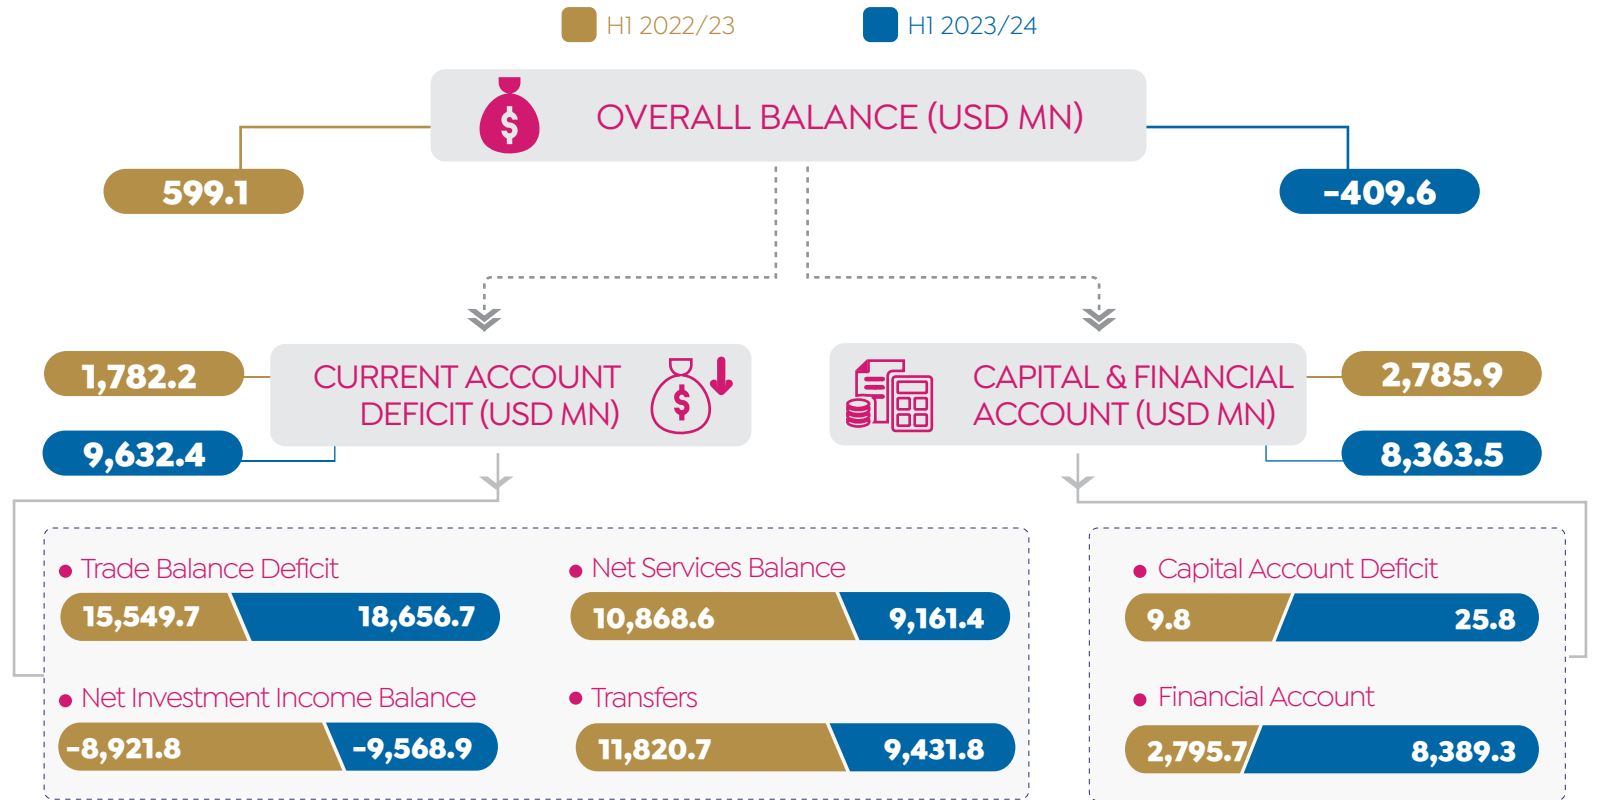 H1 2022/23
H1 2023/24
OVERALL BALANCE (USD MN)
599.1
-409.6
1,782.2
CURRENT ACCOUNT
DEFICIT (USD MN)
9,632.4
CAPITAL & FINANCIAL
ACCOUNT (USD MN)
2,785.9
8,363.5
Trade Balance Deficit
15,549.7
18,656.7
Net Services Balance
10,868.6
9,161.4
Net Investment Income Balance
-8,921.8
-9,568.9
Transfers
11,820.7
9,431.8
Capital Account Deficit
9.8
25.8
Financial Account
2,795.7
8,389.3